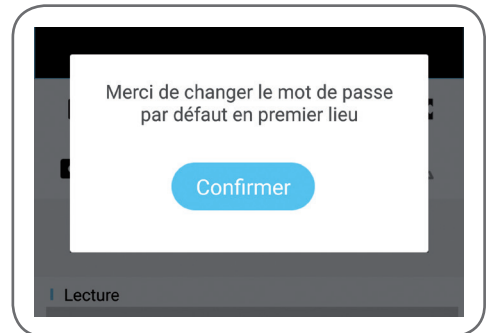 Merci de changer le mot de passe
par défaut en premier lieu
Confirmer
Lecture